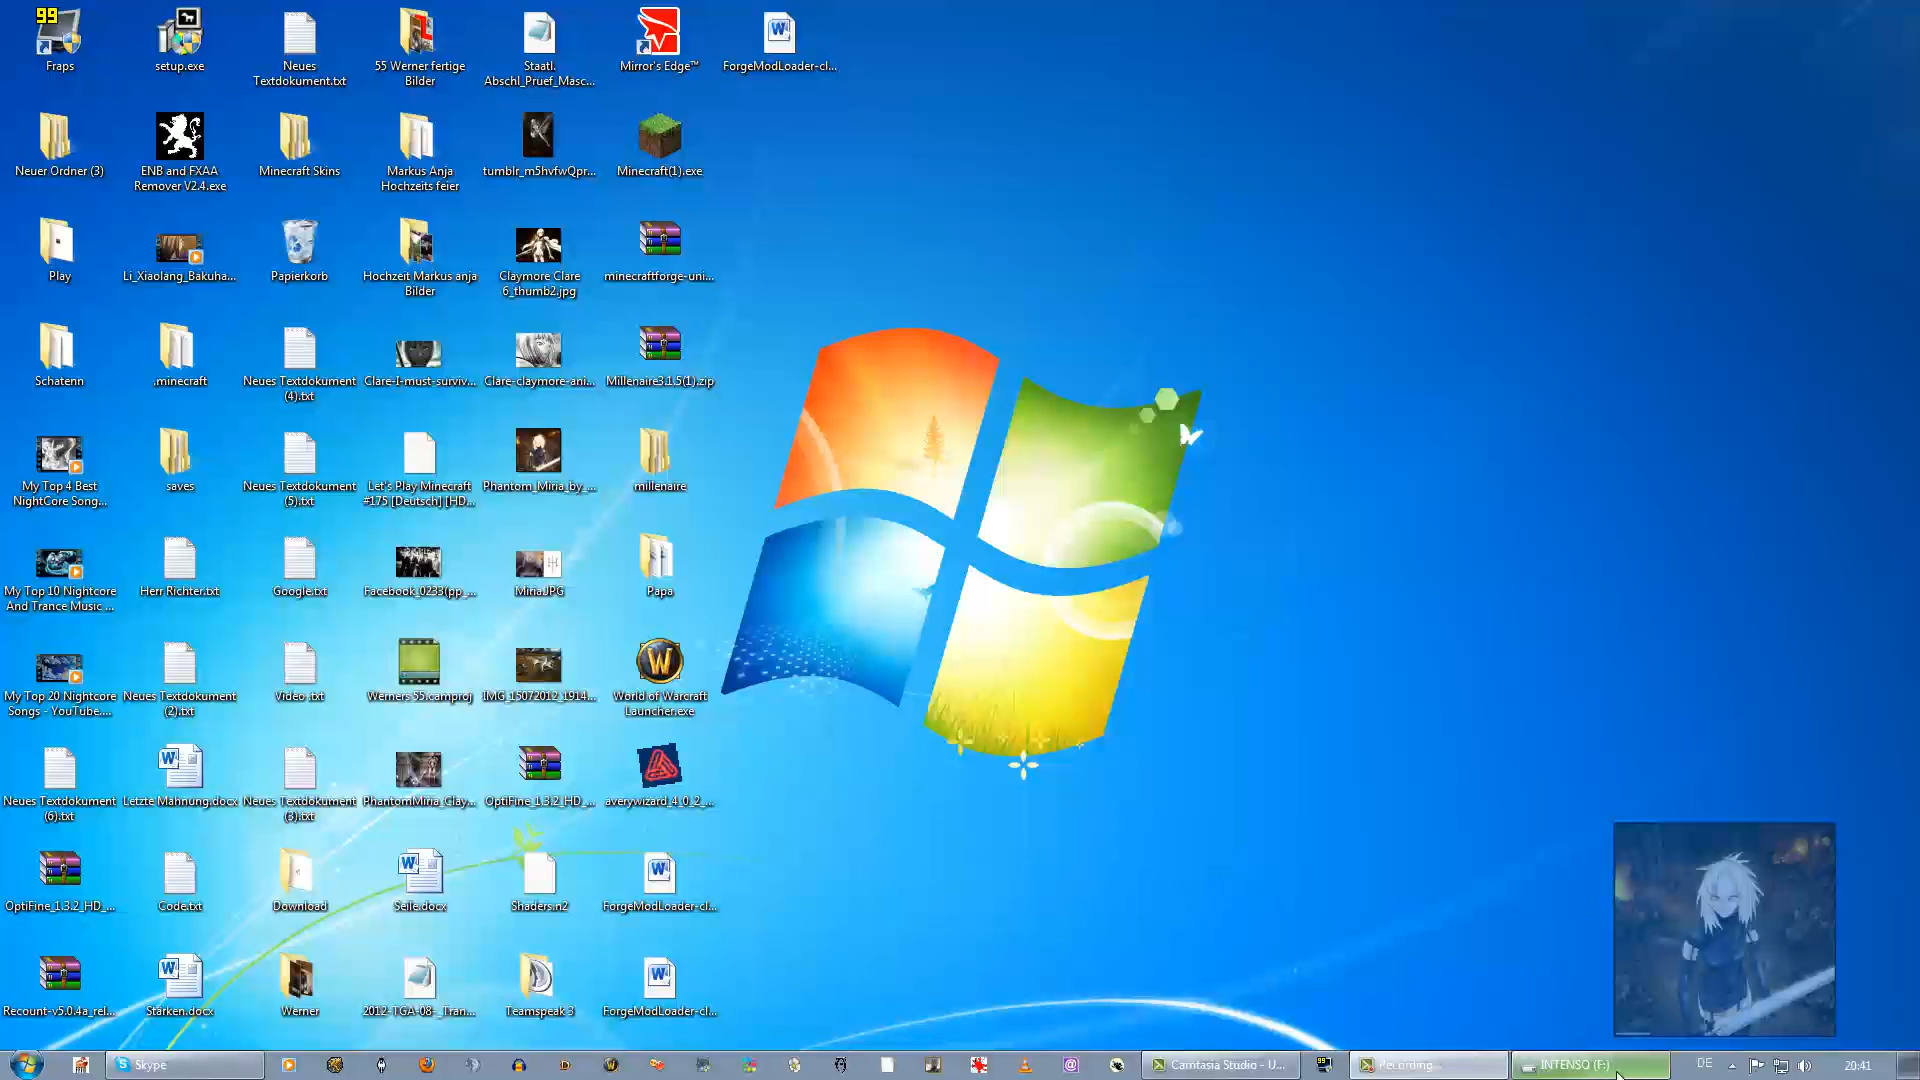 99
Fraps
setup.exe
Neues
Textdokument.txt
55 Werner fertige
Bilder
Staatl.
Abschl_Pruef_Masc...
Mirror's Edge™
ForgeModLoader-cl...
Neuer Ordner (3)
ENB and FXAA
Remover V2.4.exe
Minecraft Skins
Markus Anja
Hochzeits feier
tumblr_m5hvfwQpr...
Minecraft(1).exe
Play
Li_Xiaolang_Bakuha...
Papierkorb
Hochzeit Markus anja
Bilder
Claymore Clare
6_thumb2.jpg
minecraftforge-uni...
Schatenn
.minecraft
Neues Textdokument
(4).txt
Clare-I-must-surviv...
Clare-claymore-ani...
Millenaire3.1.5(1).zip
My Top 4 Best
NightCore Song...
saves
Neues Textdokument
(5).txt
Let's Play Minecraft
#175 [Deutsch] [HD...
Phantom_Miria_by_...
millenaire
My Top 10 Nightcore
And Trance Music ...
Herr Richter.txt
Google.txt
Facebook_0233(pp_...
Miria.JPG
Papa
My Top 20 Nightcore
Songs - YouTube....
Neues Textdokument
(2).txt
Video .txt
Werners 55.camproj
IMG_15072012_1914...
World of Warcraft
Launcher.exe
Neues Textdokument
(6).txt
Letzte Mahnung.docx
Neues Textdokument
(3).txt
PhantomMiria_Clay...
OptiFine_1.3.2_HD_...
averywizard_4_0_2_...
OptiFine_1.3.2_HD_...
Code.txt
Download
Seile.docx
Shaders.n2
ForgeModLoader-cl...
Recount-v5.0.4a_rel...
Stärken.docx
Werner
2012-TGA-08-_Tran...
Teamspeak 3
ForgeModLoader-cl...
Skype
Camtasia Studio - U...
99
Recording...
INTENSO (F:)
DE
20:41